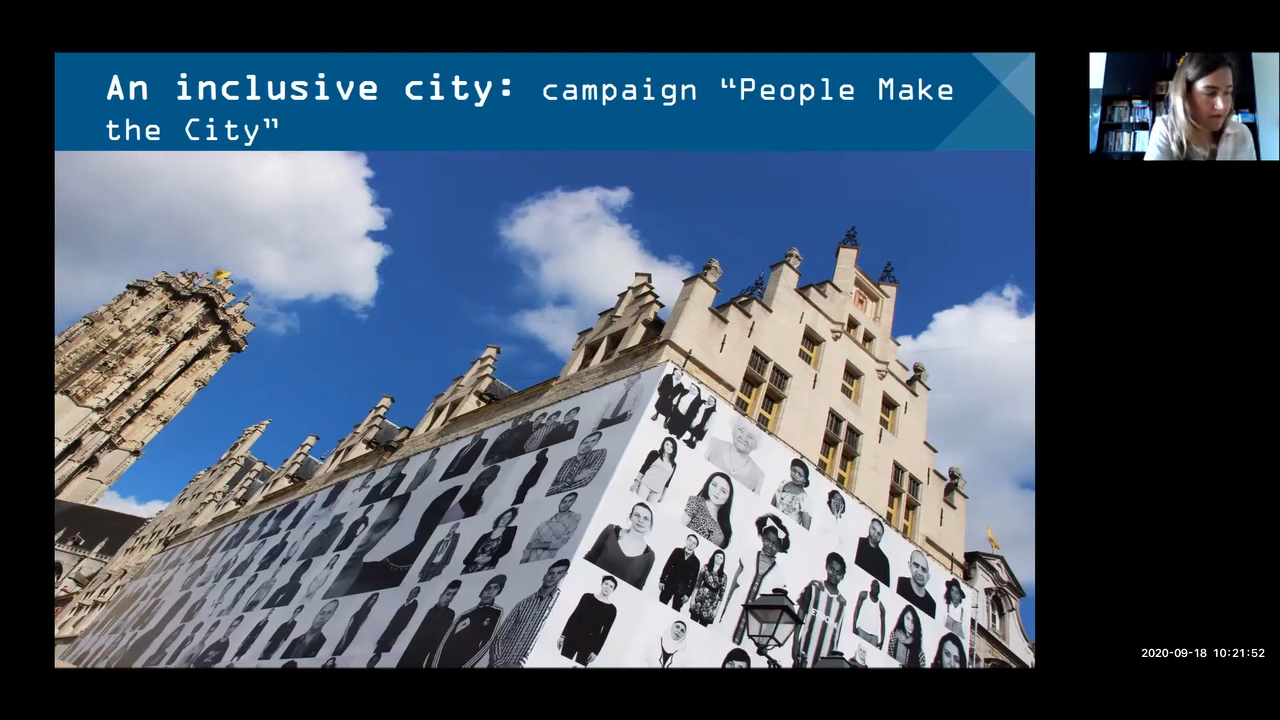 An inclusive city: campaign “People Make
the City”
2020-09-18 10:21:52